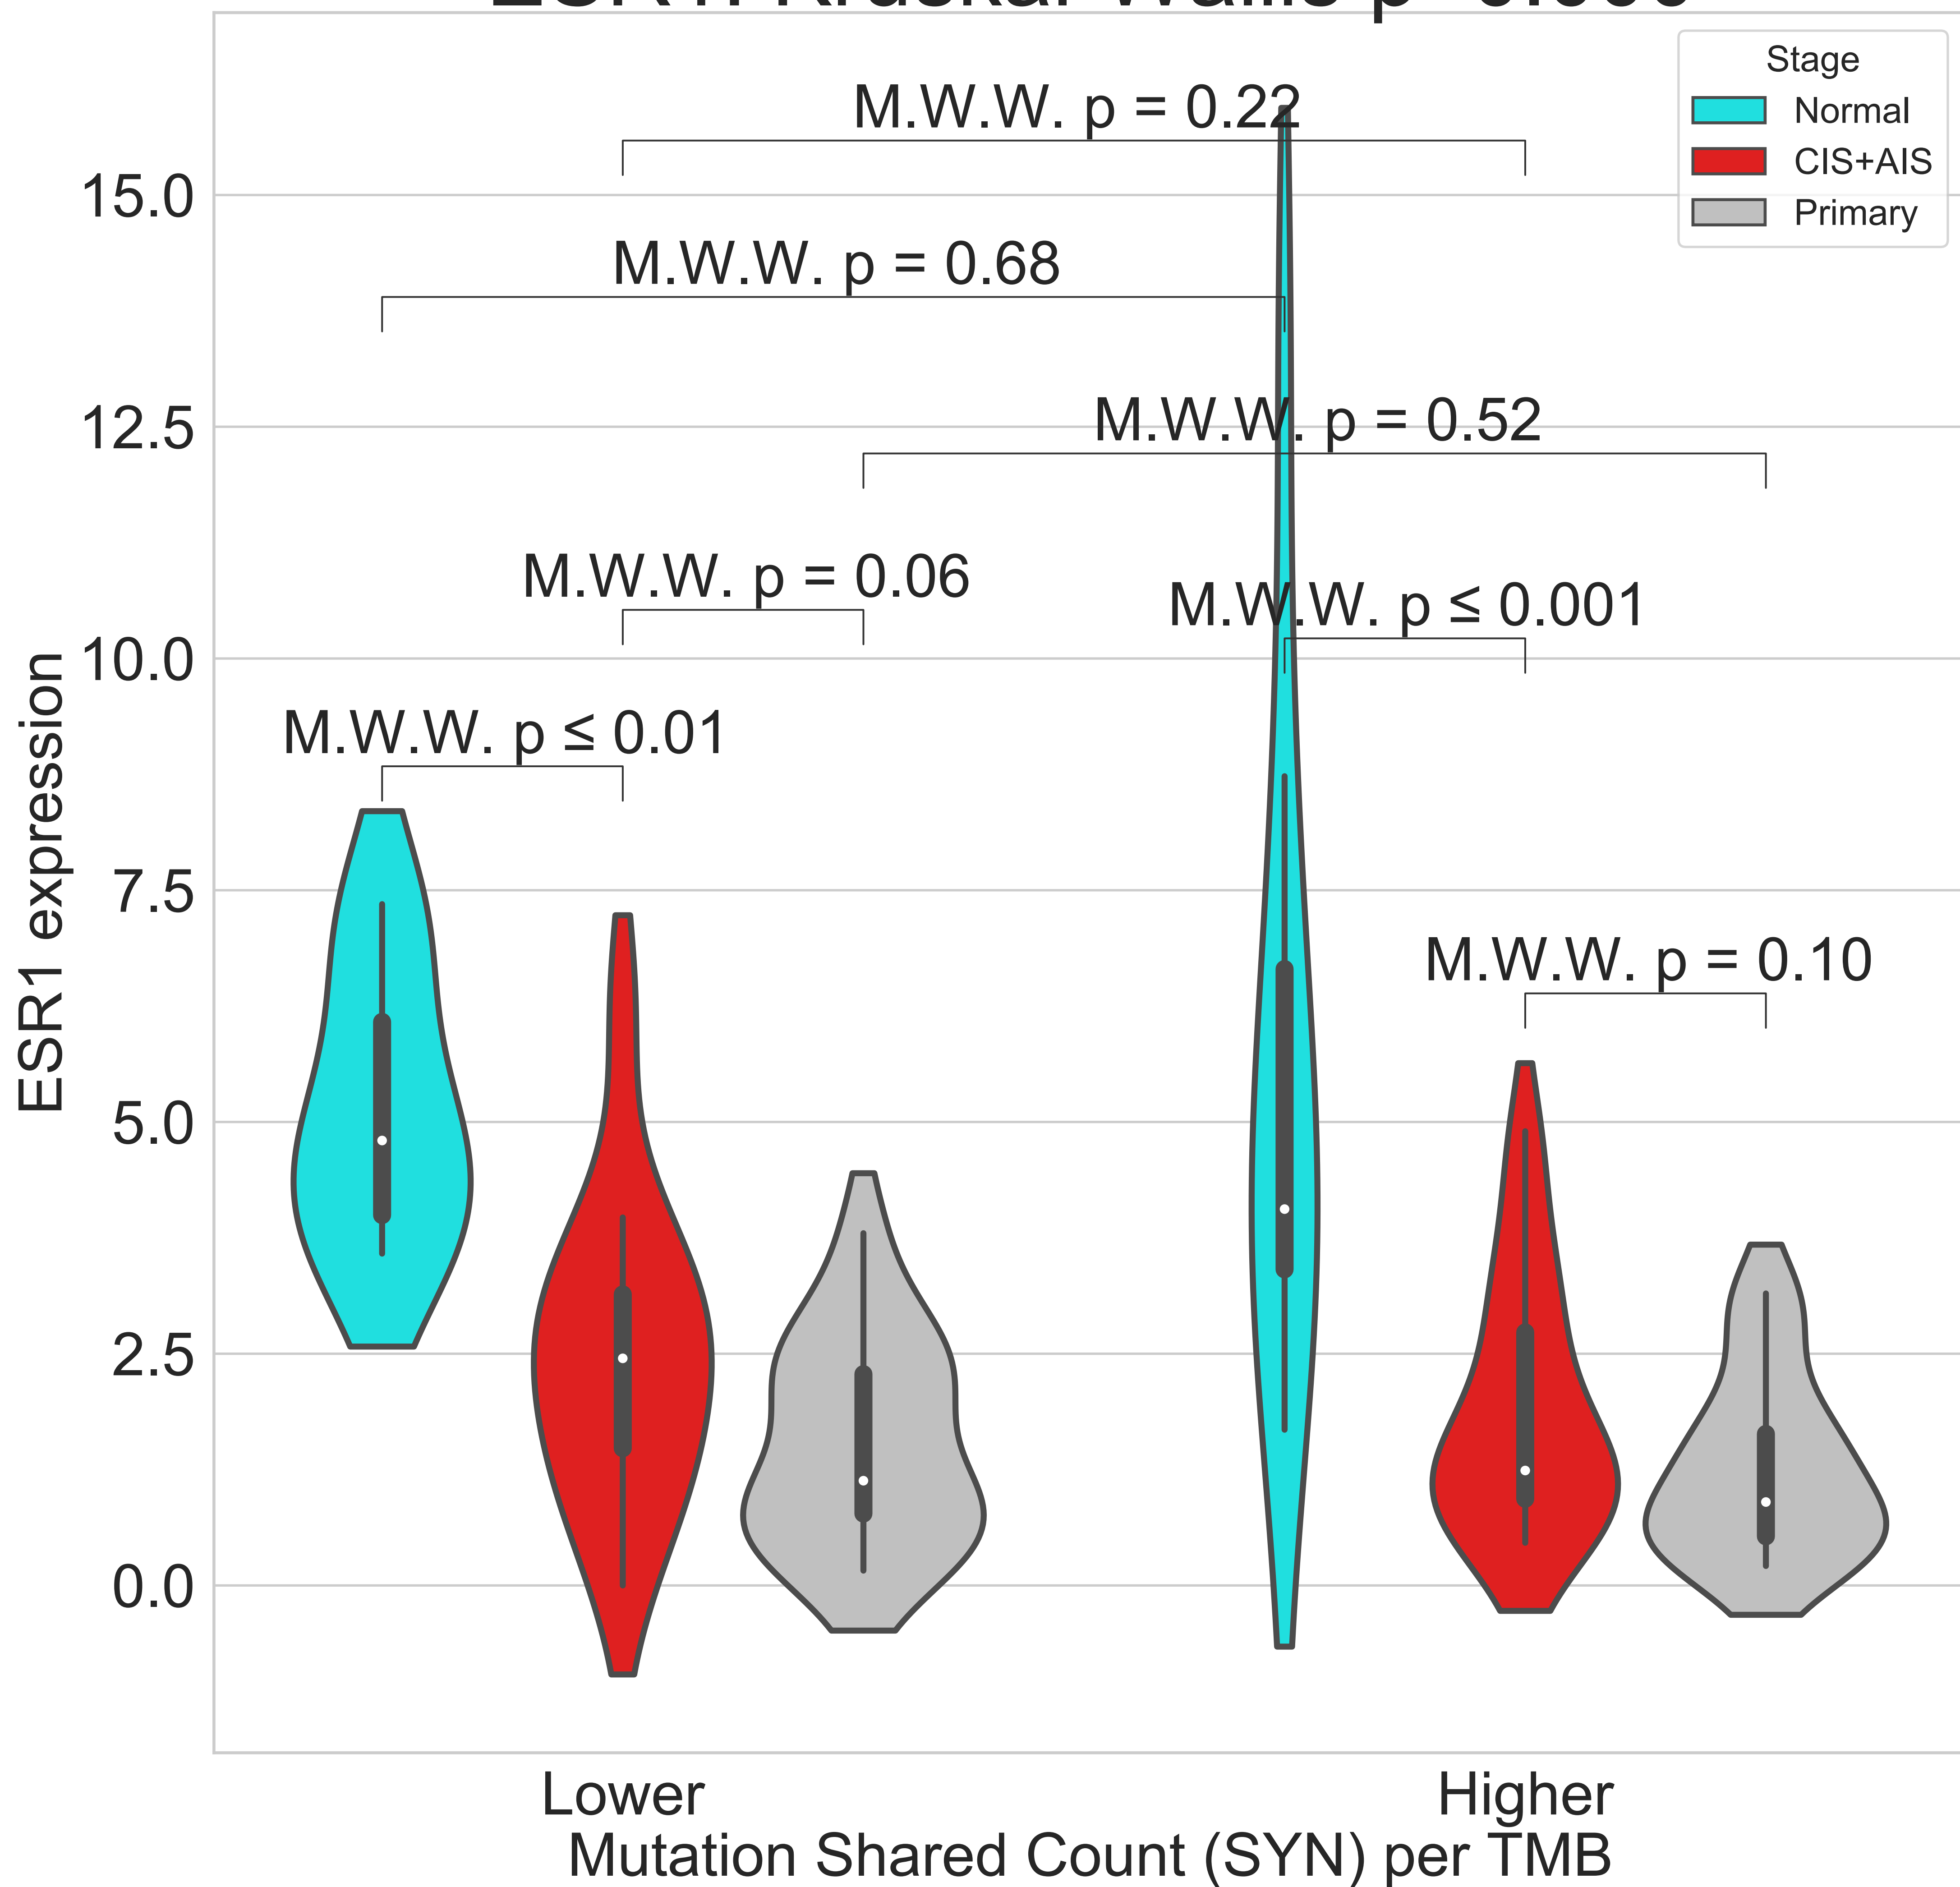 Stage
Normal
CIS+AIS
Primary
M.W.W. p = 0.22
M.W.W. p = 0.68
M.W.W. p = 0.52
M.W.W. p = 0.06
M.W.W. p ≤ 0.001
M.W.W. p ≤ 0.01
M.W.W. p = 0.10
15.0
12.5
10.0
7.5
5.0
2.5
0.0
ESR1 expression
Lower
Higher
Mutation Shared Count (SYN) per TMB